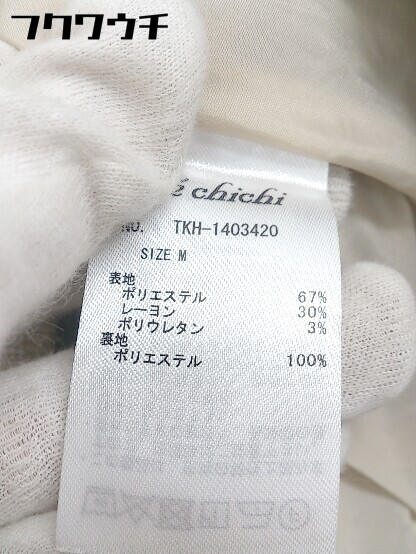 フクワウチ
é chichi
NO. TKH-1403420
SIZE M
表地
ポリエステル 67%
レーヨン 30%
ポリウレタン 3%
裏地
ポリエステル 100%